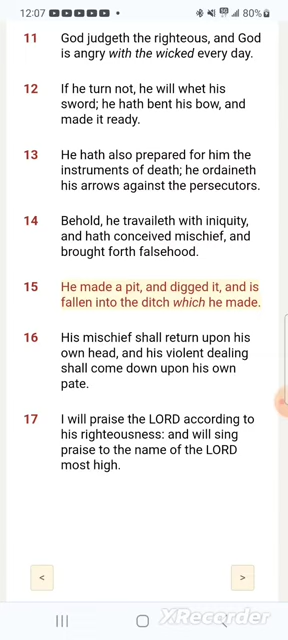 12:07
80%
11 God judgeth the righteous, and God
is angry with the wicked every day.
12 If he turn not, he will whet his
sword; he hath bent his bow, and
made it ready.
13 He hath also prepared for him the
instruments of death; he ordaineth
his arrows against the persecutors.
14 Behold, he travaileth with iniquity,
and hath conceived mischief, and
brought forth falsehood.
15 He made a pit, and digged it, and is
fallen into the ditch which he made.
16 His mischief shall return upon his
own head, and his violent dealing
shall come down upon his own
pate.
17 I will praise the LORD according to
his righteousness: and will sing
praise to the name of the LORD
most high.
< >
XRecorder